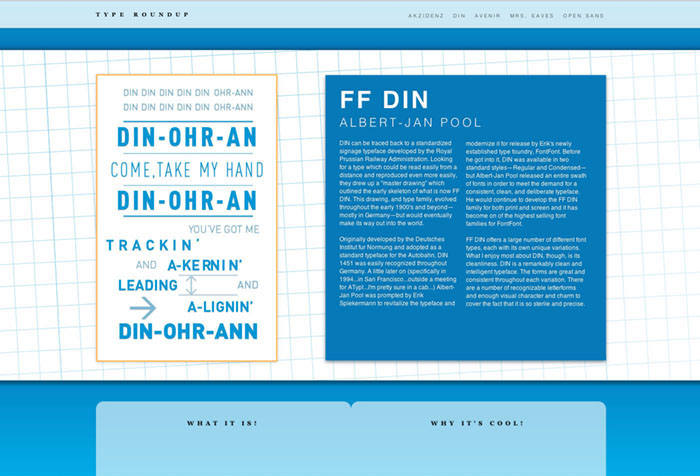 TYPE ROUNDUP
AKZIDENZ DIN AVENIR MRS. EAVES OPEN SANS
DIN DIN DIN DIN DIN OHR-ANN
DIN DIN DIN DIN DIN OHR-ANN
DIN-OHR-AN
COME,TAKE MY HAND
DIN-OHR-AN
YOU'VE GOT ME
TRACKIN'
AND A-KERNIN'
LEADING AND
A-LIGNIN'
DIN-OHR-ANN
FF DIN
ALBERT-JAN POOL
DIN can be traced back to a standardized
signage typeface developed by the Royal
Prussian Railway Administration. Looking
for a type which could be read easily from a
distance and reproduced even more easily,
they drew up a "master drawing" which
outlined the early skeleton of what is now FF
DIN. This drawing, and type family, evolved
throughout the early 1900's and beyond—
mostly in Germany—but would eventually
make its way out into the world.
Originally developed by the Deutsches
Institut fur Normung and adopted as a
standard typeface for the Autobahn, DIN
1451 was easily recognized throughout
Germany. A little later on (specifically in
1994...in San Francisco...outside a meeting
for ATypI...I'm pretty sure in a cab...) Albert-
Jan Pool was prompted by Erik
Spiekermann to revitalize the typeface and
modernize it for release by Erik's newly
established type foundry, FontFont. Before
he got into it, DIN was available in two
standard styles—Regular and Condensed—
but Albert-Jan Pool released an entire swath
of fonts in order to meet the demand for a
consistent, clean, and deliberate typeface.
He would continue to develop the FF DIN
family for both print and screen and it has
become on of the highest selling font
families for FontFont.
FF DIN offers a large number of different font
types, each with its own unique variations.
What I enjoy most about DIN, though, is its
cleanliness. DIN is a remarkably clean and
intelligent typeface. The forms are great and
consistent throughout each variation. There
are a number of recognizable letterforms
and enough visual character and charm to
cover the fact that it is so sterile and precise.
WHAT IT IS!
WHY IT'S COOL!